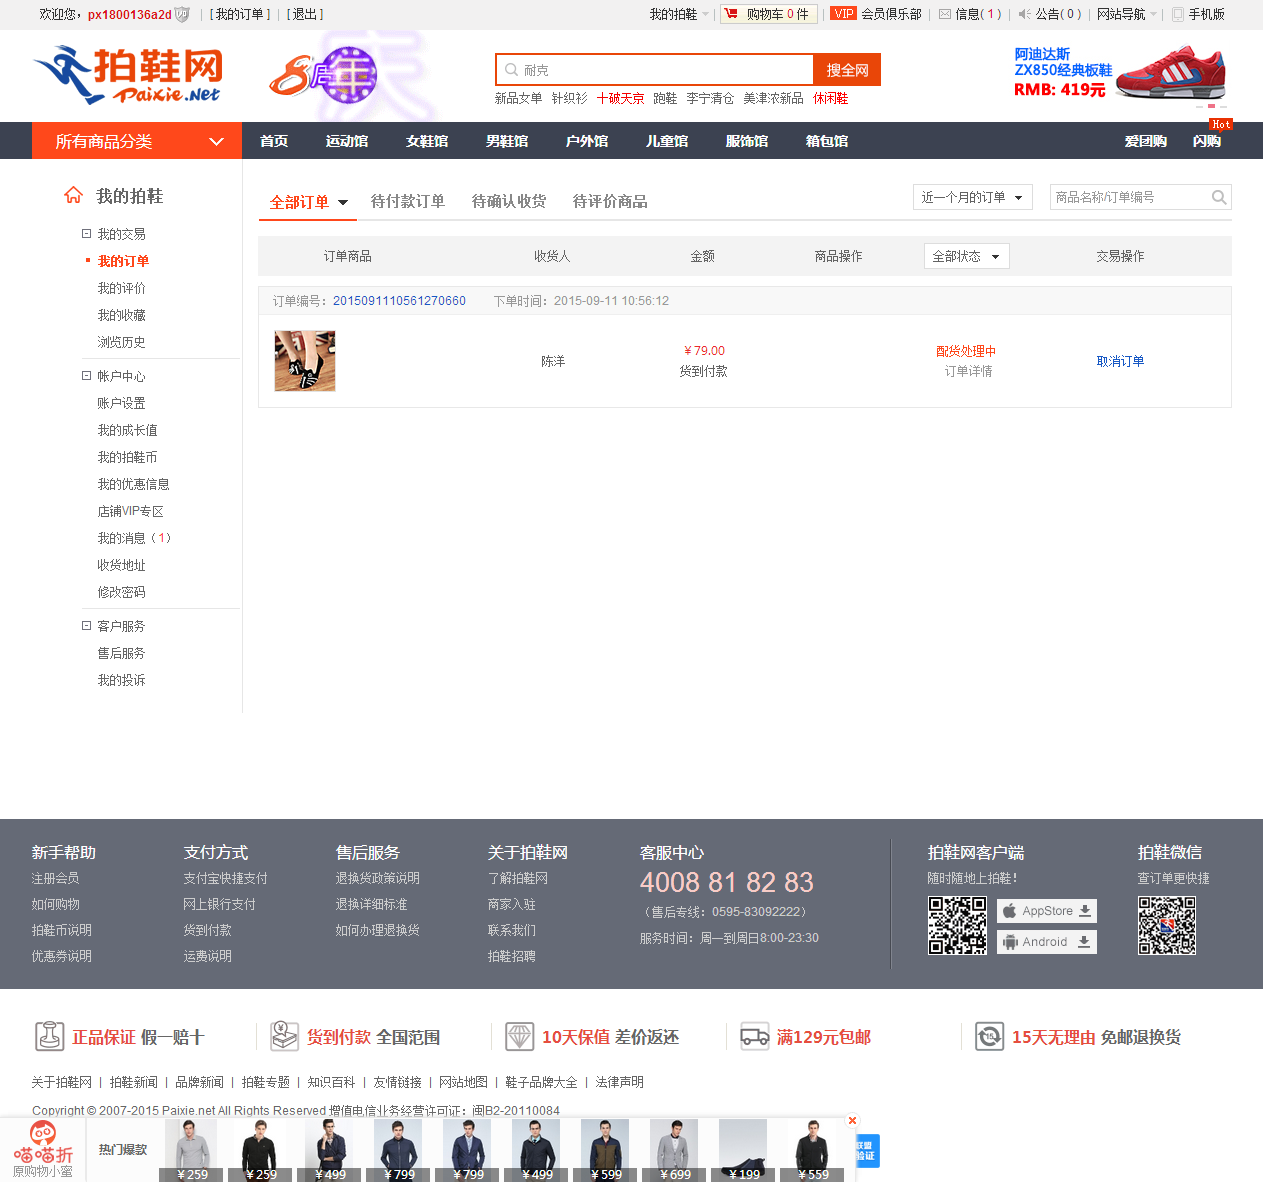 欢迎您，px1800136a2d VIP [ 我的订单 ] [ 退出 ] 我的拍鞋 购物车 0 件 VIP 会员俱乐部 信息( 1 ) 公告( 0 ) 网站导航 手机版
拍鞋网
Paixie.net
8周年
耐克 搜全网
新品女单 针织衫 十破天京 跑鞋 李宁清仓 美津浓新品 休闲鞋
阿迪达斯
ZX850经典板鞋
RMB: 419元
Hot
所有商品分类 首页 运动馆 女鞋馆 男鞋馆 户外馆 儿童馆 服饰馆 箱包馆 爱团购 闪购
我的拍鞋
我的交易
我的订单
我的评价
我的收藏
浏览历史
帐户中心
账户设置
我的成长值
我的拍鞋币
我的优惠信息
店铺VIP专区
我的消息（1）
收货地址
修改密码
客户服务
售后服务
我的投诉
全部订单 待付款订单 待确认收货 待评价商品 近一个月的订单 商品名称/订单编号
订单商品 收货人 金额 商品操作 全部状态 交易操作
订单编号：2015091110561270660 下单时间：2015-09-11 10:56:12
陈洋 ￥79.00 配货处理中 取消订单
货到付款 订单详情
新手帮助
注册会员
如何购物
拍鞋币说明
优惠券说明
支付方式
支付宝快捷支付
网上银行支付
货到付款
运费说明
售后服务
退换货政策说明
退换详细标准
如何办理退换货
关于拍鞋网
了解拍鞋网
商家入驻
联系我们
拍鞋招聘
客服中心
4008 81 82 83
（售后专线：0595-83092222）
服务时间：周一到周日8:00-23:30
拍鞋网客户端
随时随地上拍鞋！
AppStore
Android
拍鞋微信
查订单更快捷
正品保证 假一赔十 货到付款 全国范围 10天保值 差价返还 满129元包邮 15天无理由 免邮退换货
关于拍鞋网 | 拍鞋新闻 | 品牌新闻 | 拍鞋专题 | 知识百科 | 友情链接 | 网站地图 | 鞋子品牌大全 | 法律声明
Copyright © 2007-2015 Paixie.net All Rights Reserved 增值电信业务经营许可证：闽B2-20110084
喵喵折
原购物小蜜
热门爆款
￥259 ￥259 ￥499 ￥799 ￥799 ￥499 ￥599 ￥699 ￥199 ￥559
联盟
验证